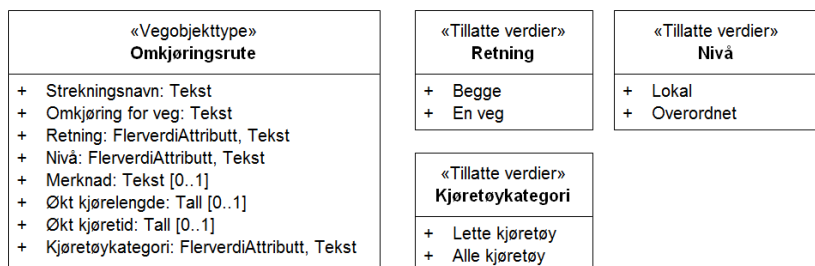 «Vegobjekttype»
Omkjøringsrute
+ Strekningsnavn: Tekst
+ Omkjøring for veg: Tekst
+ Retning: FlerverdiAttributt, Tekst
+ Nivå: FlerverdiAttributt, Tekst
+ Merknad: Tekst [0..1]
+ Økt kjørelengde: Tall [0..1]
+ Økt kjøretid: Tall [0..1]
+ Kjøretøykategori: FlerverdiAttributt, Tekst
«Tillatte verdier»
Retning
+ Begge
+ En veg
«Tillatte verdier»
Nivå
+ Lokal
+ Overordnet
«Tillatte verdier»
Kjøretøykategori
+ Lette kjøretøy
+ Alle kjøretøy